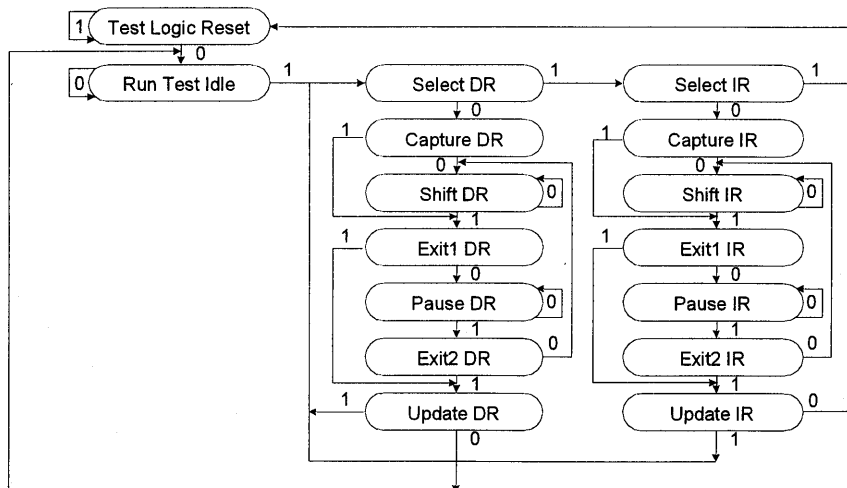 1 Test Logic Reset
0
0 Run Test Idle 1 Select DR 1 Select IR 1
0 0
1 Capture DR 1 Capture IR
0 0
Shift DR 0 Shift IR 0
1 1
1 Exit1 DR 1 Exit1 IR
0 0
Pause DR 0 Pause IR 0
1 1
Exit2 DR 0 Exit2 IR 0
1 1
1 Update DR Update IR 0
0 1